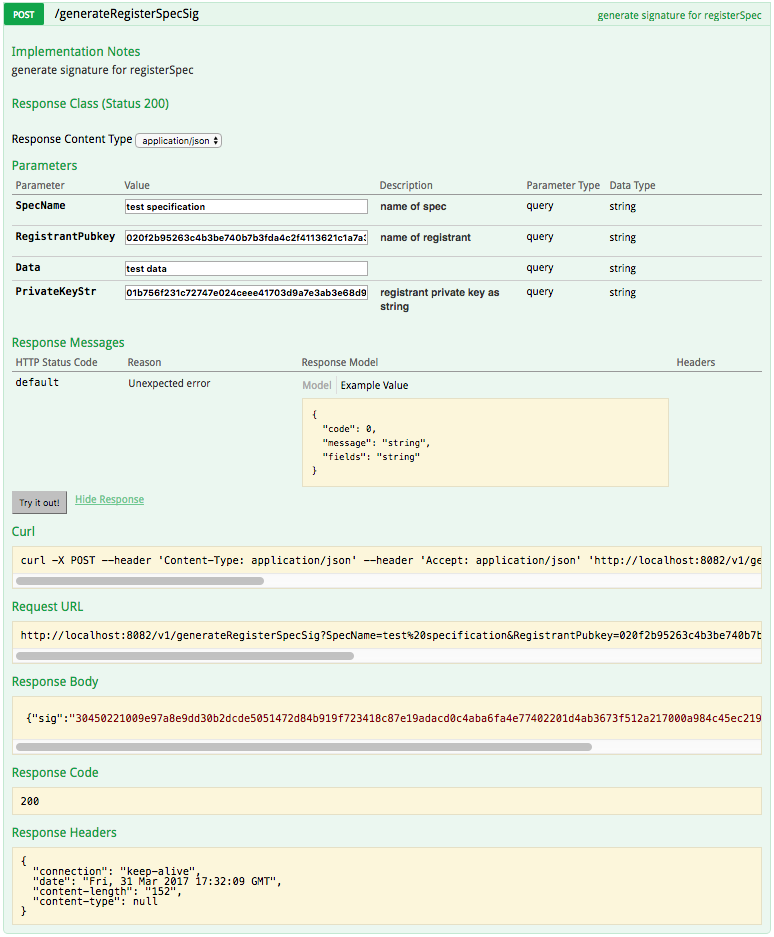 POST /generateRegisterSpecSig generate signature for registerSpec
Implementation Notes
generate signature for registerSpec
Response Class (Status 200)
Response Content Type application/json
Parameters
Parameter Value Description Parameter Type Data Type
SpecName test specification name of spec query string
RegistrantPubkey 020f2b95263c4b3be740b7b3fda4c2f4113621c1a7a3 name of registrant query string
Data test data query string
PrivateKeyStr 01b756f231c72747e024ceee41703d9a7e3ab3e68d9 registrant private key as string query string
Response Messages
HTTP Status Code Reason Response Model Headers
default Unexpected error Model Example Value
{
"code": 0,
"message": "string",
"fields": "string"
}
Try it out! Hide Response
Curl
curl -X POST --header 'Content-Type: application/json' --header 'Accept: application/json' 'http://localhost:8082/v1/ge
Request URL
http://localhost:8082/v1/generateRegisterSpecSig?SpecName=test%20specification&RegistrantPubkey=020f2b95263c4b3be740b7b
Response Body
{"sig":"30450221009e97a8e9dd30b2dcde5051472d84b919f723418c87e19adacd0c4aba6fa4e77402201d4ab3673f512a217000a984c45ec219
Response Code
200
Response Headers
{
"connection": "keep-alive",
"date": "Fri, 31 Mar 2017 17:32:09 GMT",
"content-length": "152",
"content-type": null
}